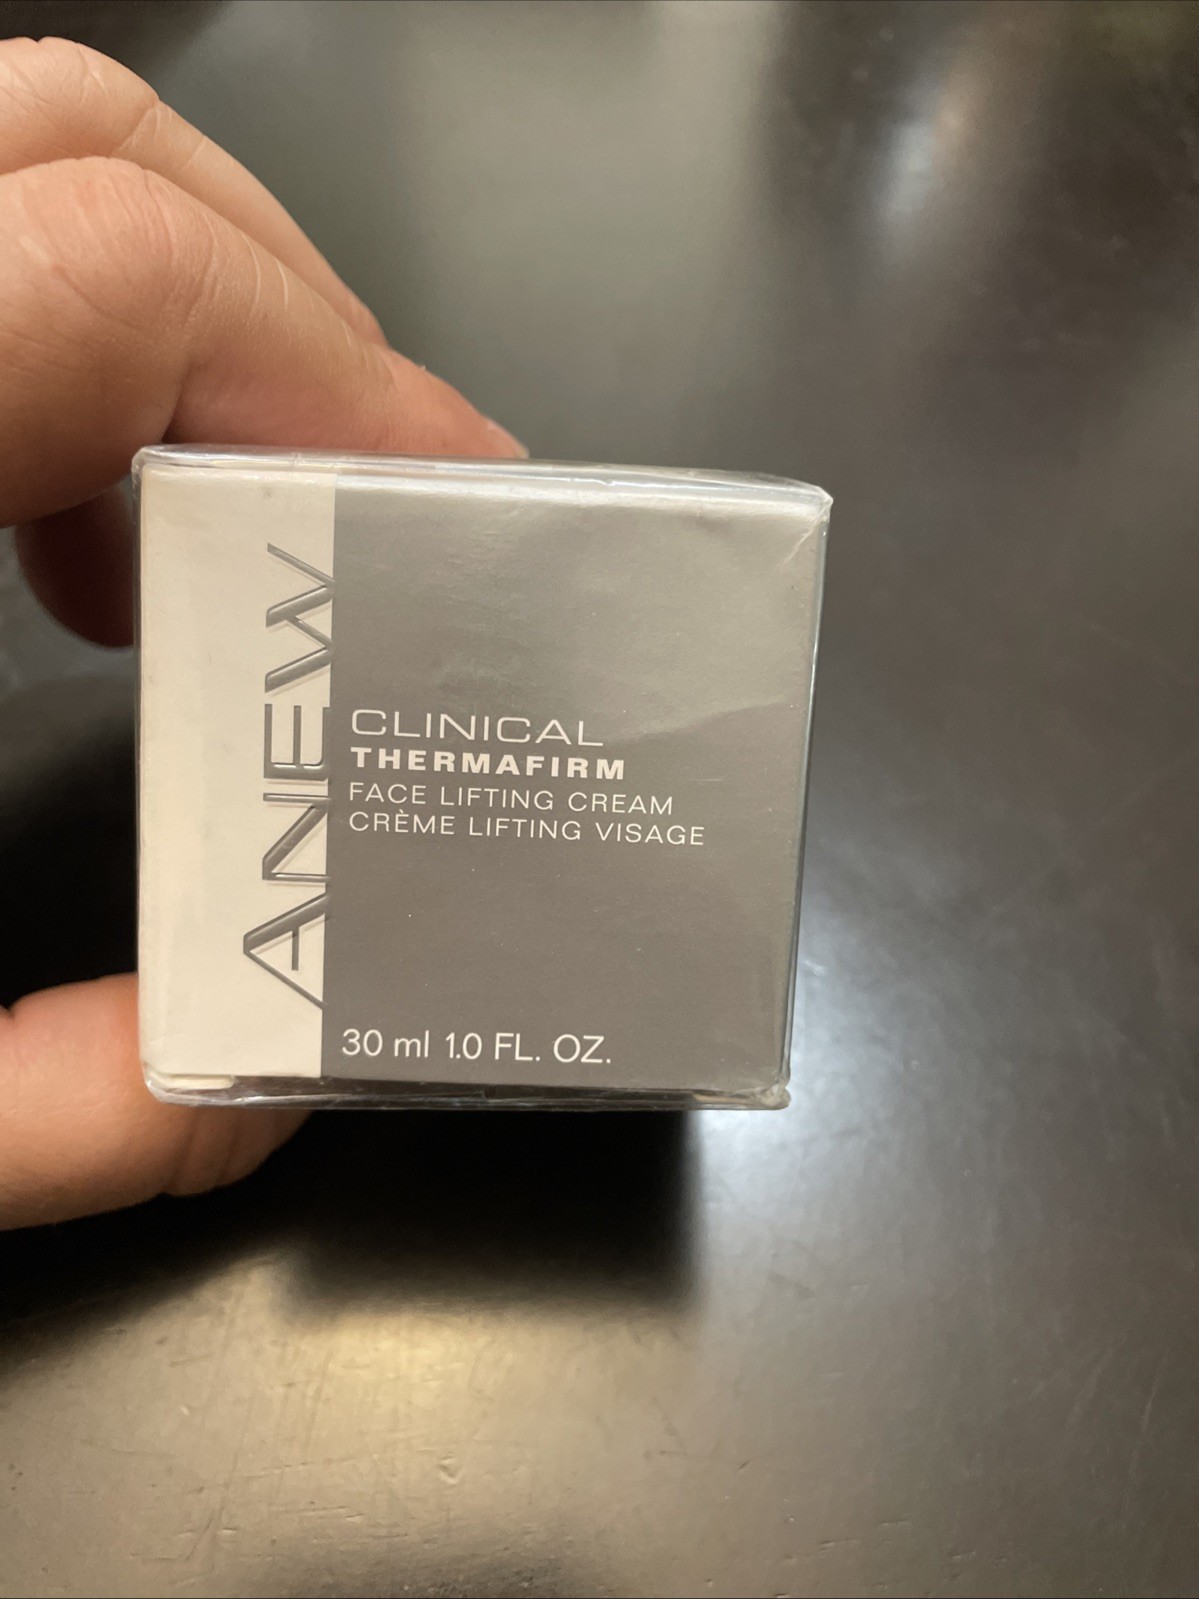 ANEW
CLINICAL
THERMAFIRM
FACE LIFTING CREAM
CRÈME LIFTING VISAGE
30 ml 1.0 FL. OZ.